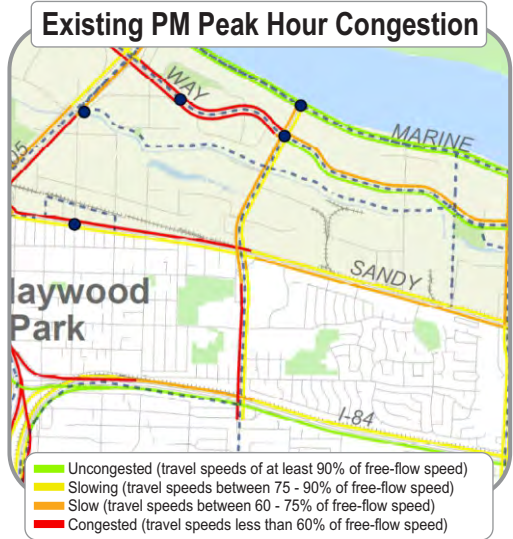 Existing PM Peak Hour Congestion
WAY
MARINE
05
SANDY
laywood
Park
I-84
Uncongested (travel speeds of at least 90% of free-flow speed)
Slowing (travel speeds between 75 - 90% of free-flow speed)
Slow (travel speeds between 60 - 75% of free-flow speed)
Congested (travel speeds less than 60% of free-flow speed)